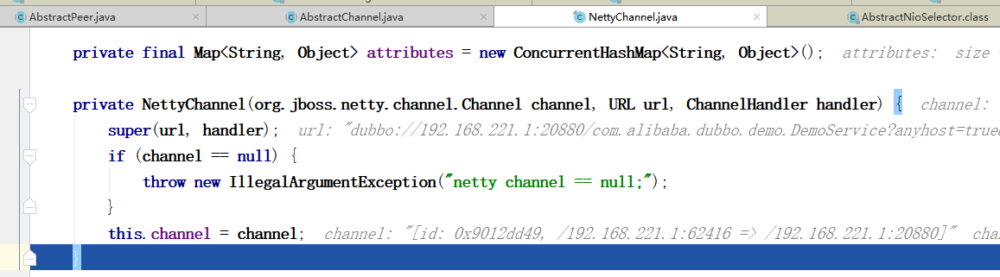 AbstractPeer.java AbstractChannel.java NettyChannel.java AbstractNioSelector.class
private final Map<String, Object> attributes = new ConcurrentHashMap<String, Object>(); attributes: size
private NettyChannel(org.jboss.netty.channel.Channel channel, URL url, ChannelHandler handler) { channel:
super(url, handler); url: "dubbo://192.168.221.1:20880/com.alibaba.dubbo.demo.DemoService?anyhost=true
if (channel == null) {
throw new IllegalArgumentException("netty channel == null;");
}
this.channel = channel; channel: "[id: 0x9012dd49, /192.168.221.1:62416 => /192.168.221.1:20880]" cha
}